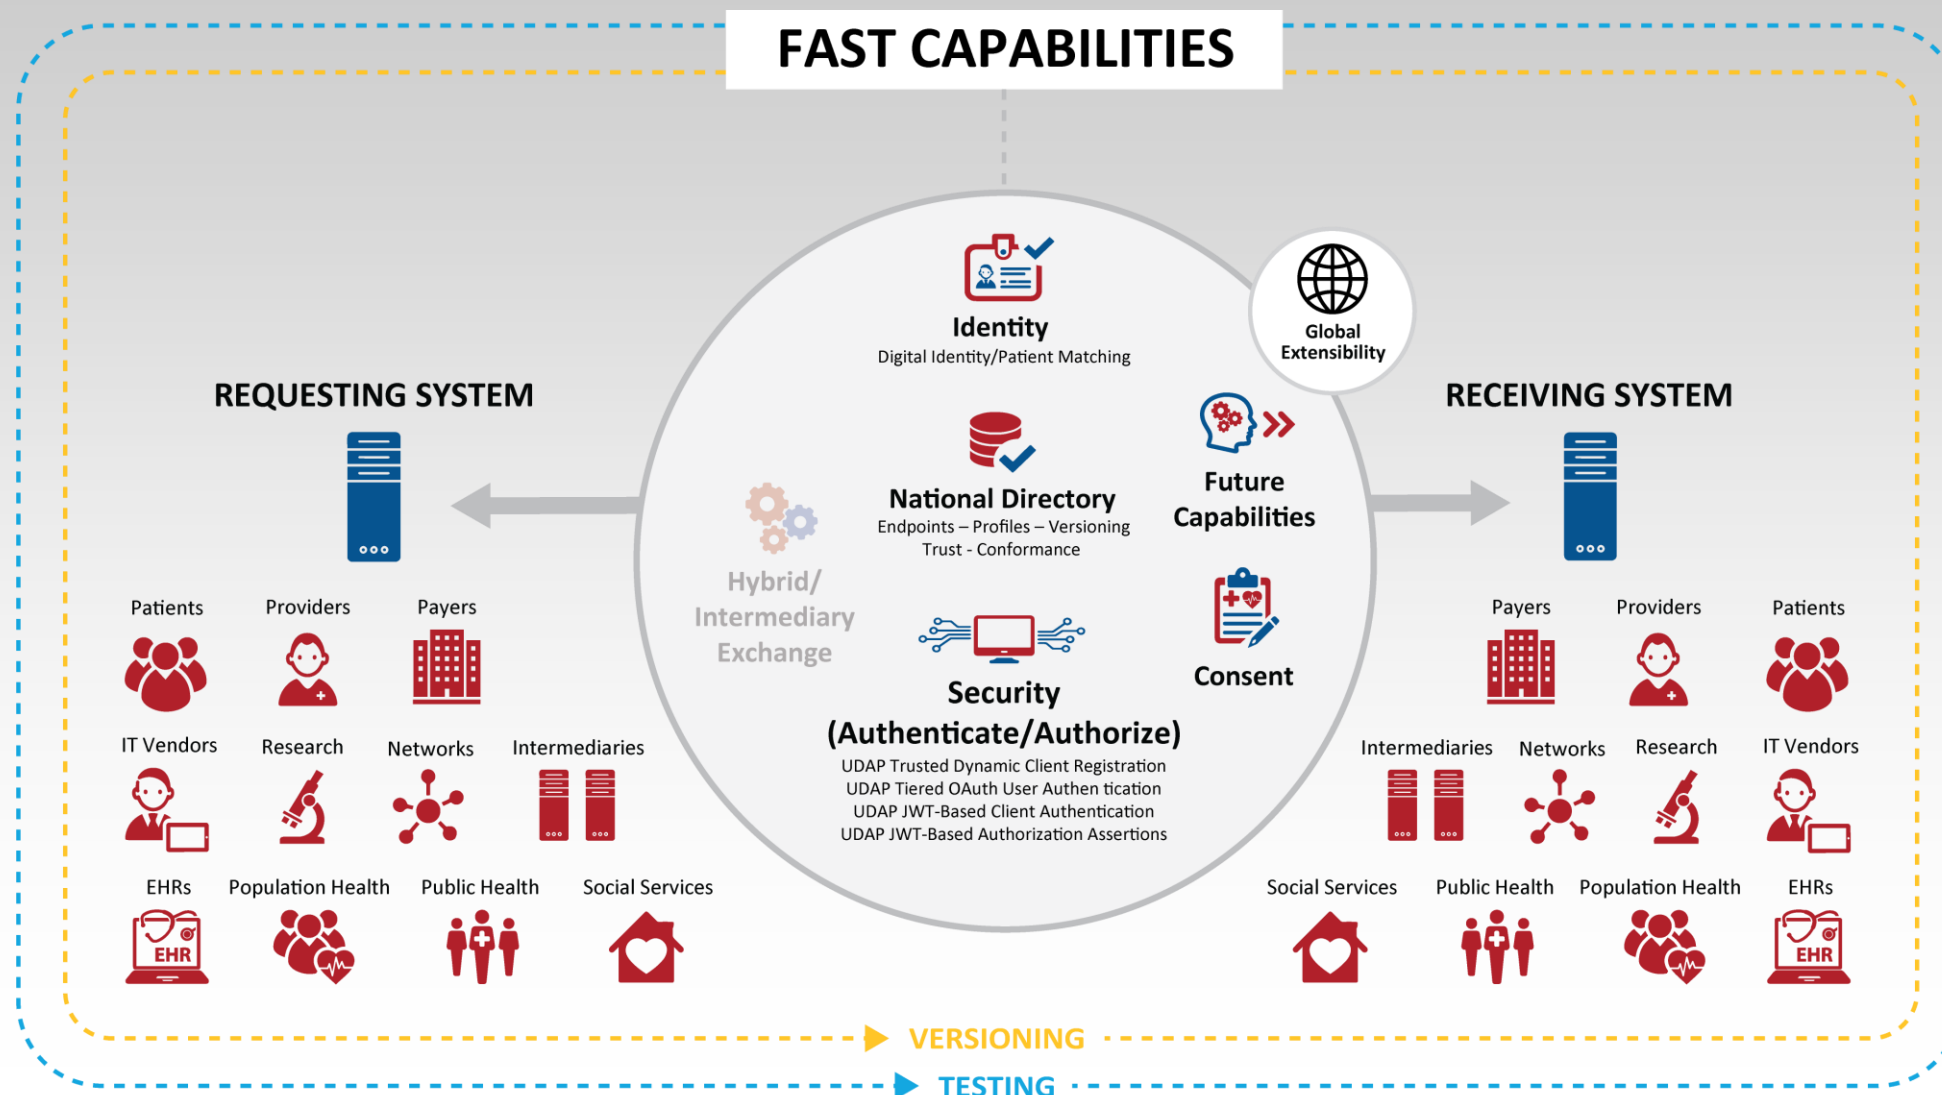 FAST CAPABILITIES
Identity
Digital Identity/Patient Matching
Global
Extensibility
REQUESTING SYSTEM
RECEIVING SYSTEM
National Directory
Endpoints – Profiles – Versioning
Trust - Conformance
Future
Capabilities
Hybrid/
Intermediary
Exchange
Consent
Security
(Authenticate/Authorize)
UDAP Trusted Dynamic Client Registration
UDAP Tiered OAuth User Authen tication
UDAP JWT-Based Client Authentication
UDAP JWT-Based Authorization Assertions
Patients
Providers
Payers
IT Vendors
Research
Networks
Intermediaries
EHRs
Population Health
Public Health
Social Services
EHR
Payers
Providers
Patients
Intermediaries
Networks
Research
IT Vendors
Social Services
Public Health
Population Health
EHRs
EHR
VERSIONING
TESTING